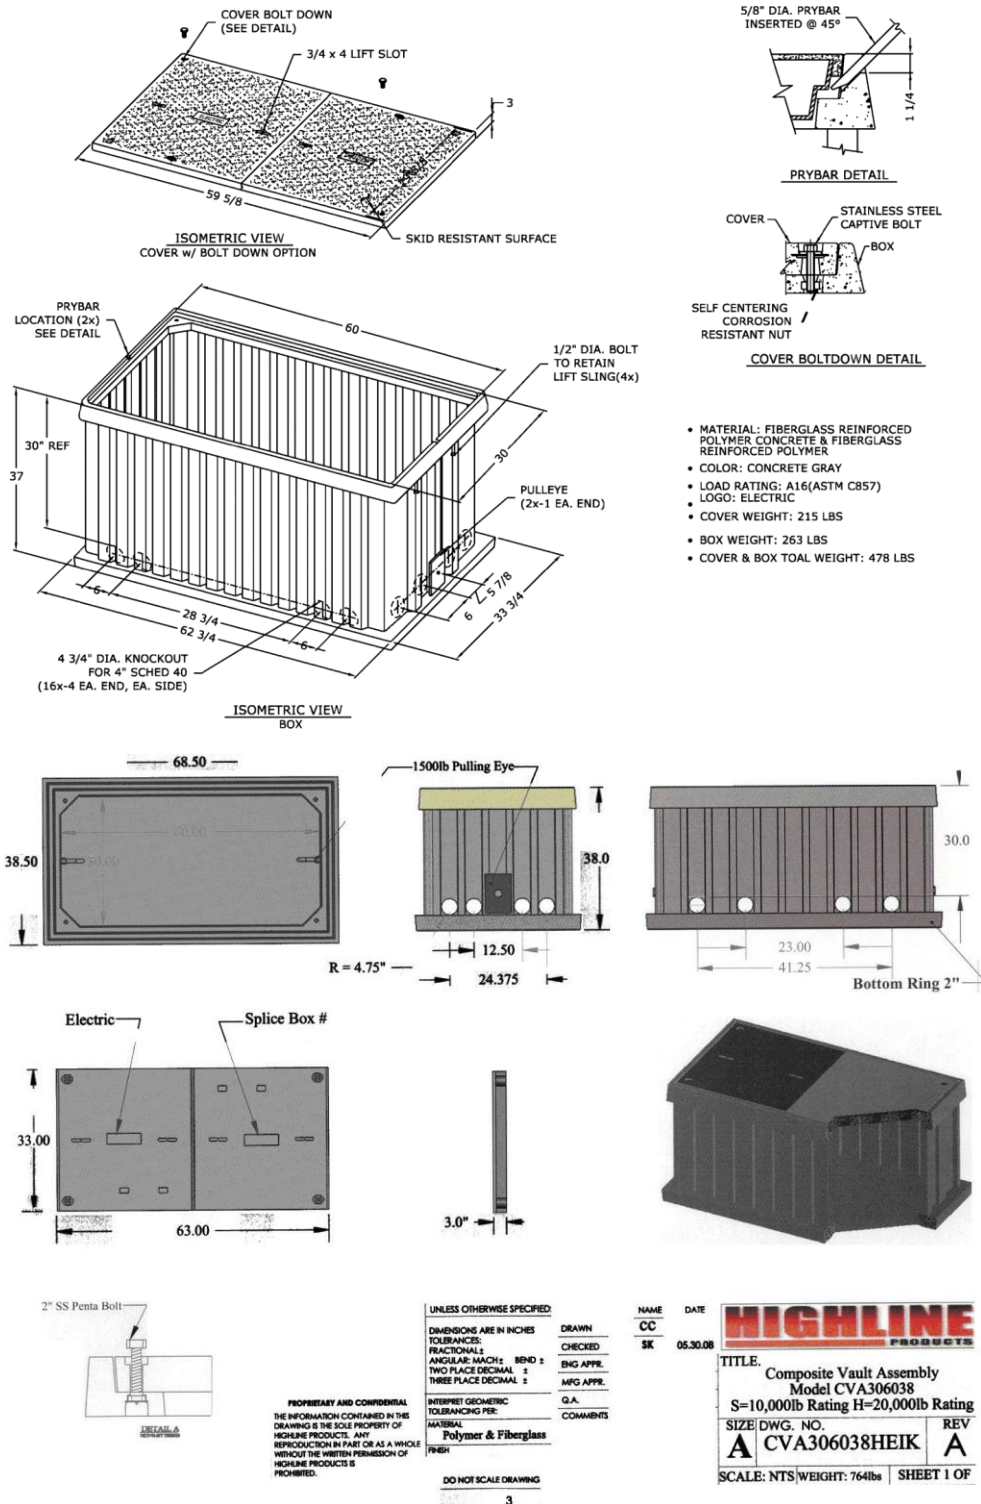 COVER BOLT DOWN
(SEE DETAIL)
3/4 x 4 LIFT SLOT
3
59 5/8
SKID RESISTANT SURFACE
ISOMETRIC VIEW
COVER w/ BOLT DOWN OPTION
5/8" DIA. PRYBAR
INSERTED @ 45°
1 1/4
PRYBAR DETAIL
COVER
STAINLESS STEEL
CAPTIVE BOLT
BOX
SELF CENTERING
CORROSION
RESISTANT NUT
COVER BOLTDOWN DETAIL
PRYBAR
LOCATION (2x)
SEE DETAIL
60
1/2" DIA. BOLT
TO RETAIN
LIFT SLING(4x)
30" REF
37
30
PULLEYE
(2x-1 EA. END)
6
28 3/4
62 3/4
6
6
5 7/8
33 3/4
4 3/4" DIA. KNOCKOUT
FOR 4" SCHED 40
(16x-4 EA. END, EA. SIDE)
ISOMETRIC VIEW
BOX
• MATERIAL: FIBERGLASS REINFORCED
POLYMER CONCRETE & FIBERGLASS
REINFORCED POLYMER
• COLOR: CONCRETE GRAY
• LOAD RATING: A16(ASTM C857)
• LOGO: ELECTRIC
• COVER WEIGHT: 215 LBS
• BOX WEIGHT: 263 LBS
• COVER & BOX TOAL WEIGHT: 478 LBS
68.50
60.00
38.50
30.00
1500lb Pulling Eye
38.0
12.50
R = 4.75"
24.375
30.0
23.00
41.25
Bottom Ring 2"
Electric
Splice Box #
33.00
63.00
3.0"
2" SS Penta Bolt
DETAIL A
PROPRIETARY AND CONFIDENTIAL
THE INFORMATION CONTAINED IN THIS
DRAWING IS THE SOLE PROPERTY OF
HIGHLINE PRODUCTS. ANY
REPRODUCTION IN PART OR AS A WHOLE
WITHOUT THE WRITTEN PERMISSION OF
HIGHLINE PRODUCTS IS
PROHIBITED.
UNLESS OTHERWISE SPECIFIED:
DIMENSIONS ARE IN INCHES
TOLERANCES:
FRACTIONAL ±
ANGULAR: MACH ± BEND ±
TWO PLACE DECIMAL ±
THREE PLACE DECIMAL ±
INTERPRET GEOMETRIC
TOLERANCING PER:
MATERIAL
Polymer & Fiberglass
FINISH
DO NOT SCALE DRAWING
3
NAME DATE
DRAWN CC
CHECKED SK 05.30.08
ENG APPR.
MFG APPR.
Q.A.
COMMENTS
HIGHLINE
PRODUCTS
TITLE.
Composite Vault Assembly
Model CVA306038
S=10,000lb Rating H=20,000lb Rating
SIZE DWG. NO. REV
A CVA306038HEIK A
SCALE: NTS WEIGHT: 764lbs SHEET 1 OF